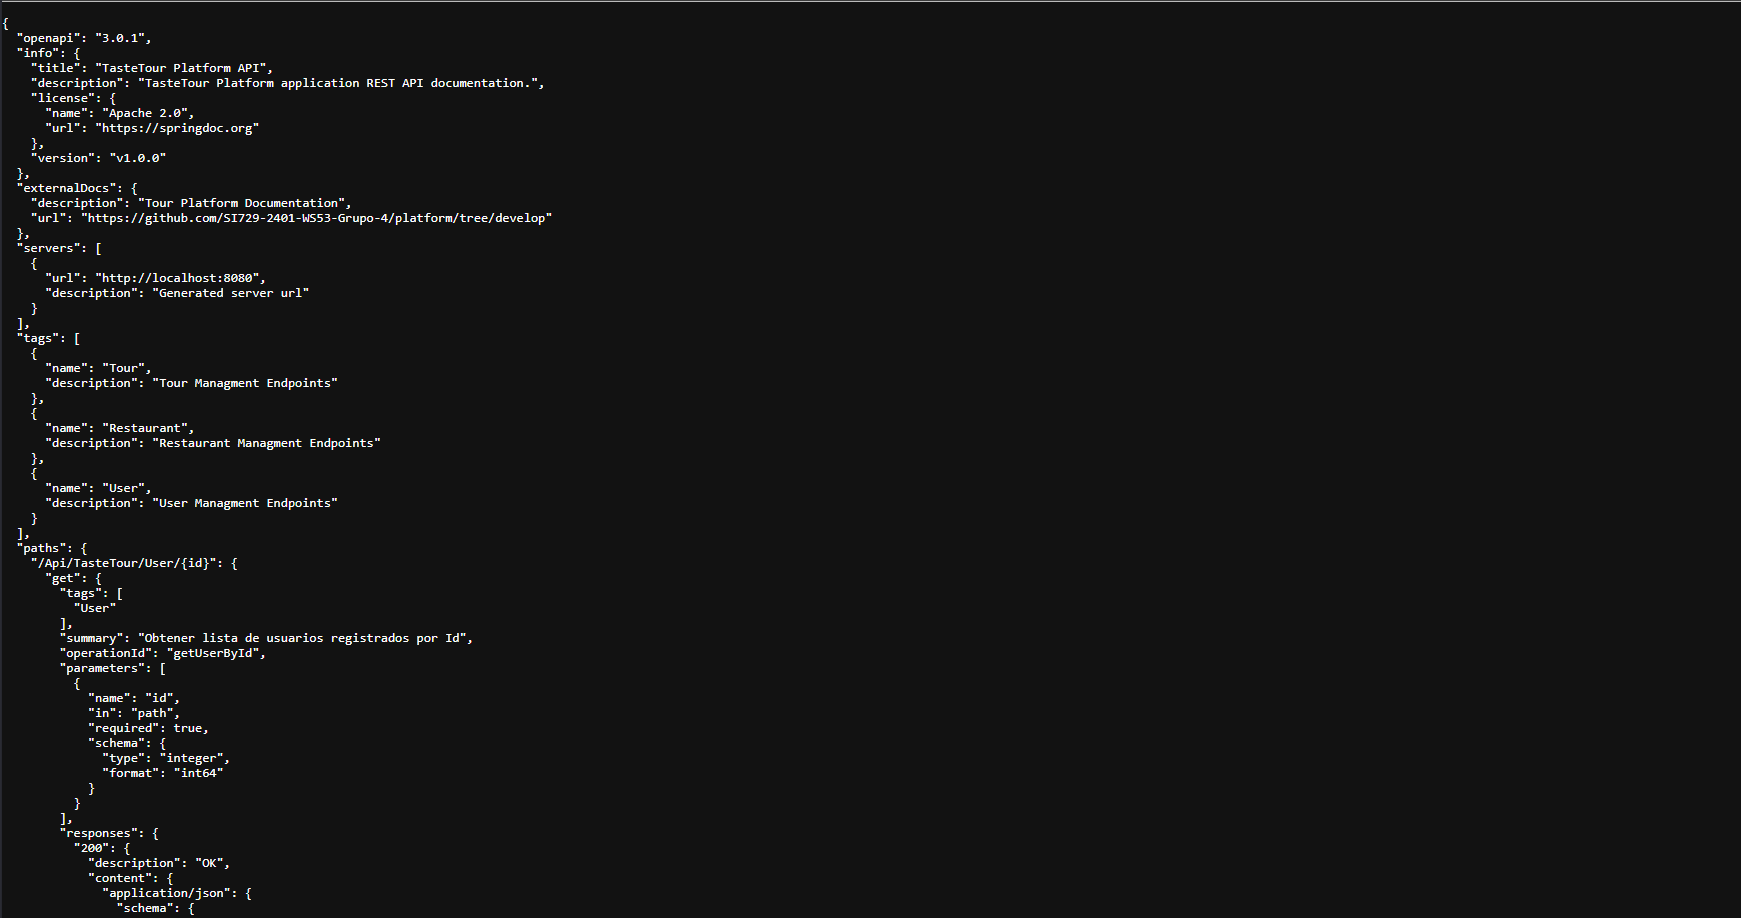 {
  "openapi": "3.0.1",
  "info": {
    "title": "TasteTour Platform API",
    "description": "TasteTour Platform application REST API documentation.",
    "license": {
      "name": "Apache 2.0",
      "url": "https://springdoc.org"
    },
    "version": "v1.0.0"
  },
  "externalDocs": {
    "description": "Tour Platform Documentation",
    "url": "https://github.com/SI729-2401-WS53-Grupo-4/platform/tree/develop"
  },
  "servers": [
    {
      "url": "http://localhost:8080",
      "description": "Generated server url"
    }
  ],
  "tags": [
    {
      "name": "Tour",
      "description": "Tour Managment Endpoints"
    },
    {
      "name": "Restaurant",
      "description": "Restaurant Managment Endpoints"
    },
    {
      "name": "User",
      "description": "User Managment Endpoints"
    }
  ],
  "paths": {
    "/Api/TasteTour/User/{id}": {
      "get": {
        "tags": [
          "User"
        ],
        "summary": "Obtener lista de usuarios registrados por Id",
        "operationId": "getUserById",
        "parameters": [
          {
            "name": "id",
            "in": "path",
            "required": true,
            "schema": {
              "type": "integer",
              "format": "int64"
            }
          }
        ],
        "responses": {
          "200": {
            "description": "OK",
            "content": {
              "application/json": {
                "schema": {